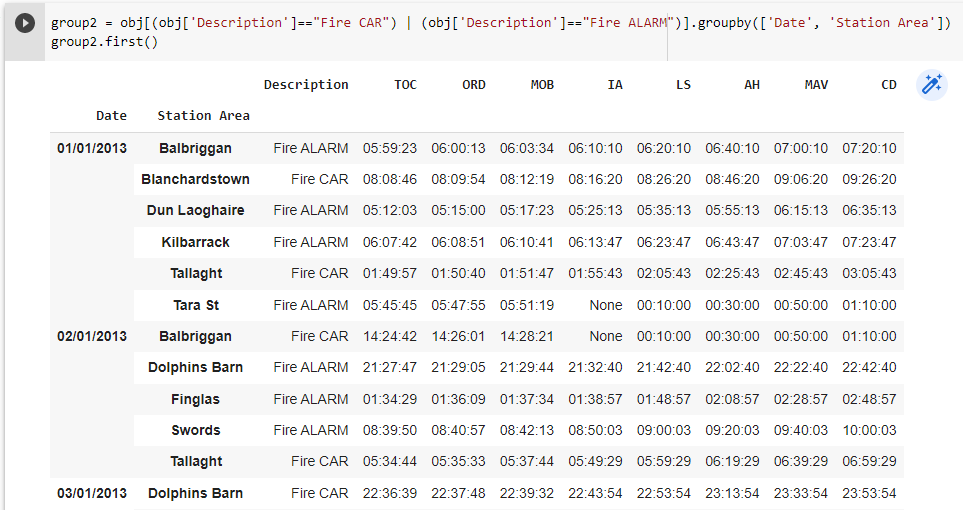 group2 = obj[(obj['Description']=="Fire CAR") | (obj['Description']=="Fire ALARM")].groupby(['Date', 'Station Area'])
group2.first()
Description TOC ORD MOB IA LS AH MAV CD
Date Station Area
01/01/2013 Balbriggan Fire ALARM 05:59:23 06:00:13 06:03:34 06:10:10 06:20:10 06:40:10 07:00:10 07:20:10
Blanchardstown Fire CAR 08:08:46 08:09:54 08:12:19 08:16:20 08:26:20 08:46:20 09:06:20 09:26:20
Dun Laoghaire Fire ALARM 05:12:03 05:15:00 05:17:23 05:25:13 05:35:13 05:55:13 06:15:13 06:35:13
Kilbarrack Fire ALARM 06:07:42 06:08:51 06:10:41 06:13:47 06:23:47 06:43:47 07:03:47 07:23:47
Tallaght Fire CAR 01:49:57 01:50:40 01:51:47 01:55:43 02:05:43 02:25:43 02:45:43 03:05:43
Tara St Fire ALARM 05:45:45 05:47:55 05:51:19 None 00:10:00 00:30:00 00:50:00 01:10:00
02/01/2013 Balbriggan Fire CAR 14:24:42 14:26:01 14:28:21 None 00:10:00 00:30:00 00:50:00 01:10:00
Dolphins Barn Fire ALARM 21:27:47 21:29:05 21:29:44 21:32:40 21:42:40 22:02:40 22:22:40 22:42:40
Finglas Fire ALARM 01:34:29 01:36:09 01:37:34 01:38:57 01:48:57 02:08:57 02:28:57 02:48:57
Swords Fire ALARM 08:39:50 08:40:57 08:42:13 08:50:03 09:00:03 09:20:03 09:40:03 10:00:03
Tallaght Fire CAR 05:34:44 05:35:33 05:37:44 05:49:29 05:59:29 06:19:29 06:39:29 06:59:29
03/01/2013 Dolphins Barn Fire CAR 22:36:39 22:37:48 22:39:32 22:43:54 22:53:54 23:13:54 23:33:54 23:53:54